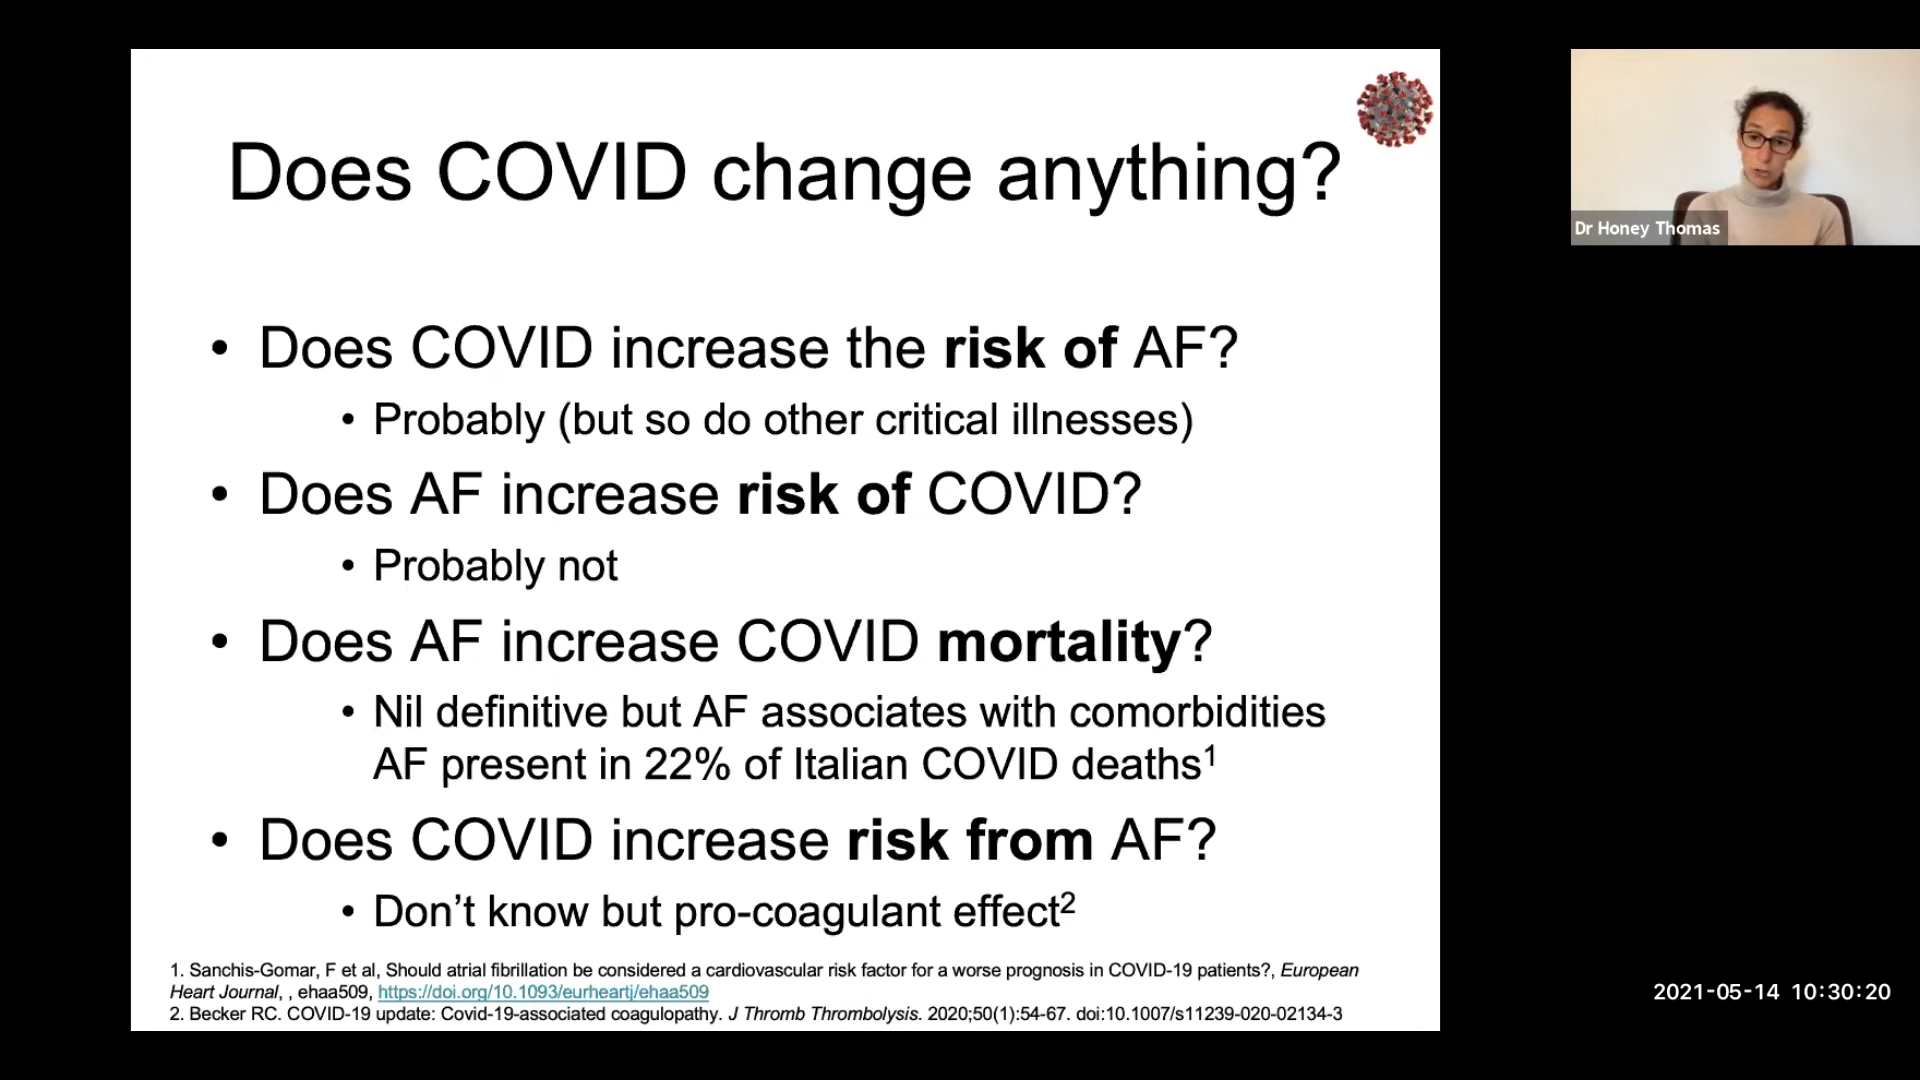 Does COVID change anything?
• Does COVID increase the risk of AF?
• Probably (but so do other critical illnesses)
• Does AF increase risk of COVID?
• Probably not
• Does AF increase COVID mortality?
• Nil definitive but AF associates with comorbidities
AF present in 22% of Italian COVID deaths1
• Does COVID increase risk from AF?
• Don’t know but pro-coagulant effect2
1. Sanchis-Gomar, F et al, Should atrial fibrillation be considered a cardiovascular risk factor for a worse prognosis in COVID-19 patients?, European
Heart Journal, , ehaa509, https://doi.org/10.1093/eurheartj/ehaa509
2. Becker RC. COVID-19 update: Covid-19-associated coagulopathy. J Thromb Thrombolysis. 2020;50(1):54-67. doi:10.1007/s11239-020-02134-3
Dr Honey Thomas
2021-05-14 10:30:20